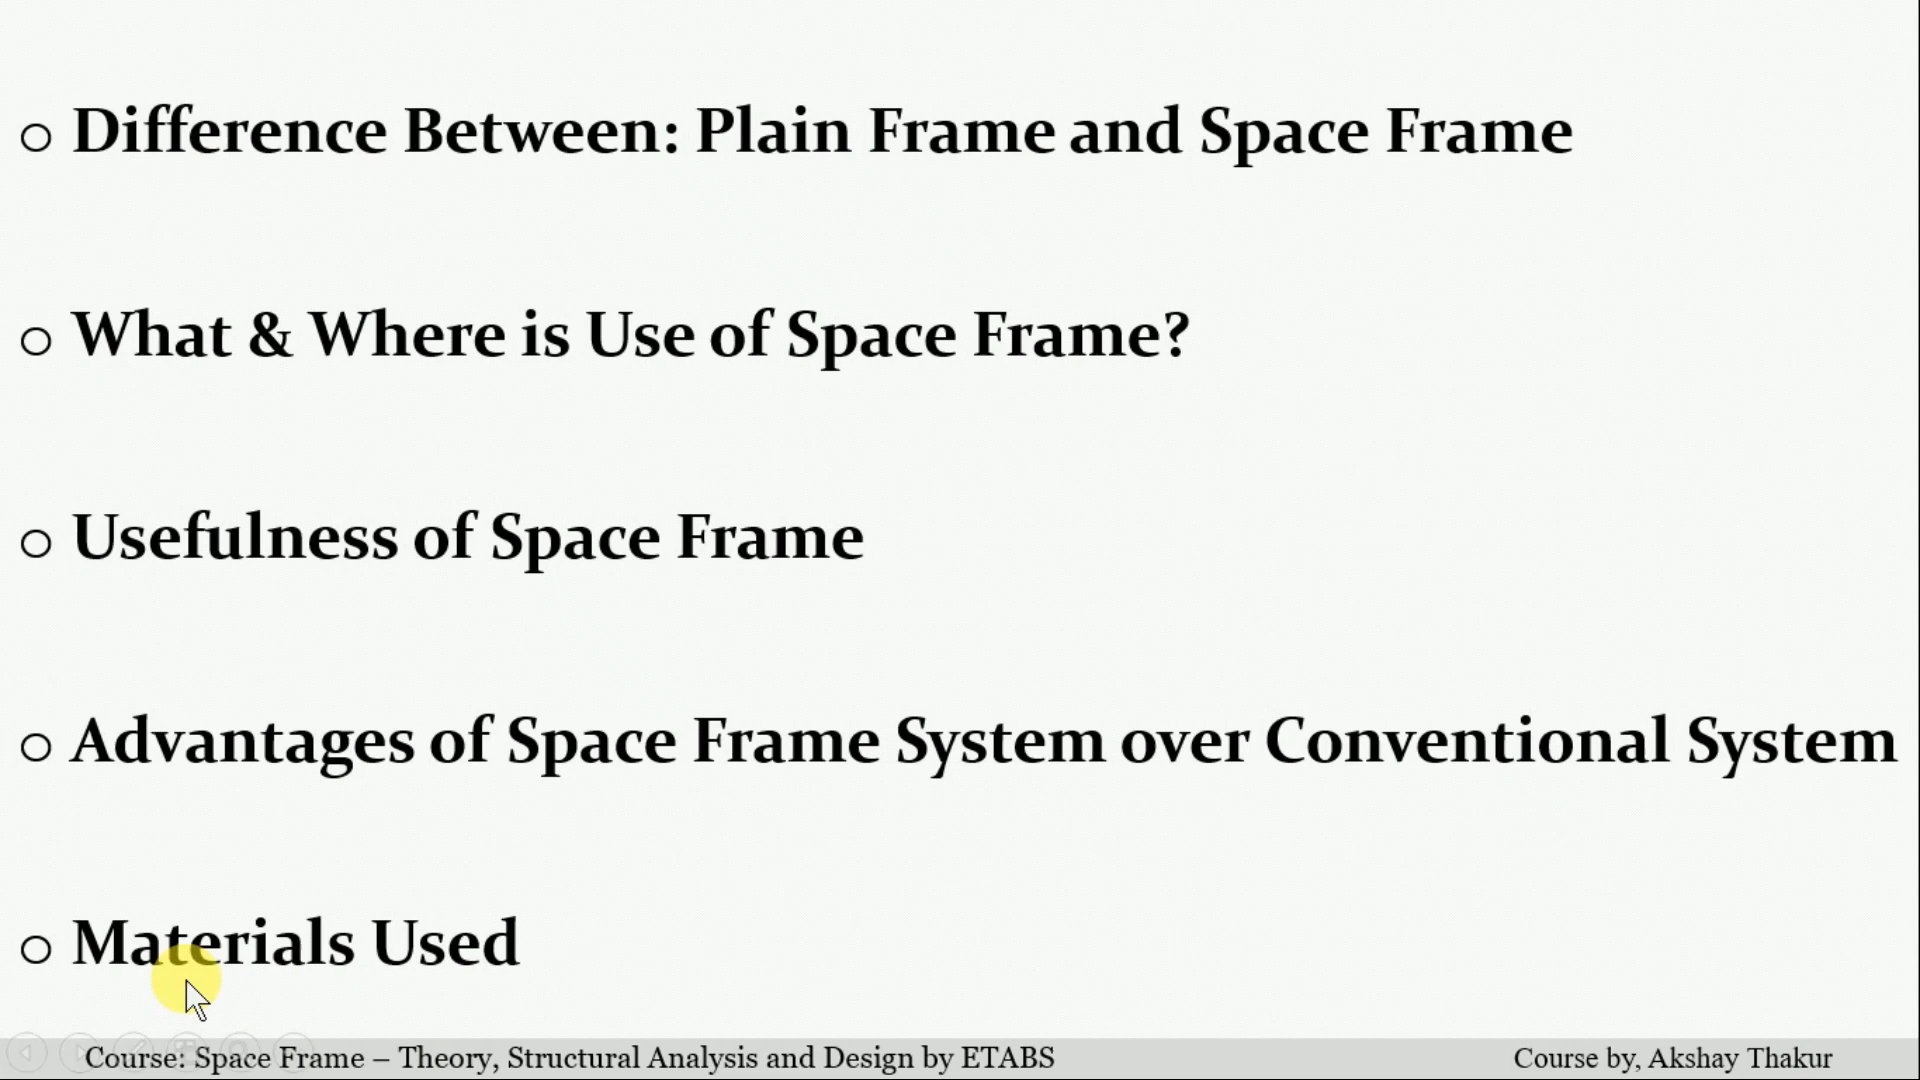 o Difference Between: Plain Frame and Space Frame
o What & Where is Use of Space Frame?
o Usefulness of Space Frame
o Advantages of Space Frame System over Conventional System
o Materials Used
Course: Space Frame – Theory, Structural Analysis and Design by ETABS
Course by, Akshay Thakur